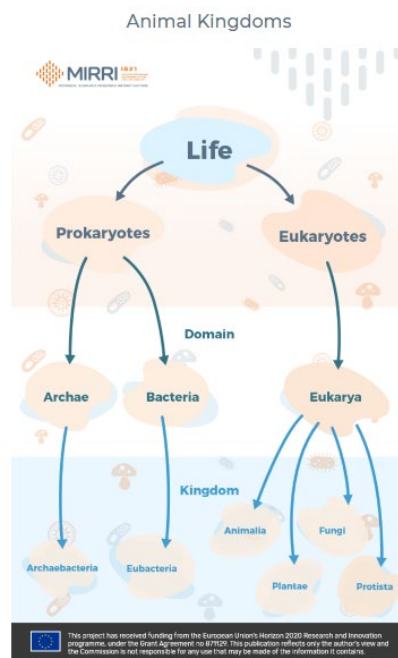 Animal Kingdoms
MIRRI
Life
Prokaryotes
Eukaryotes
Domain
Archae
Bacteria
Eukarya
Kingdom
Animalia
Fungi
Archaebacteria
Eubacteria
Plantae
Protista
This project has received funding from the European Union's Horizon 2020 Research and Innovation
programme, under the Grant Agreement no 871129. This publication reflects only the author's view and
the Commission is not responsible for any use that may be made of the information it contains.